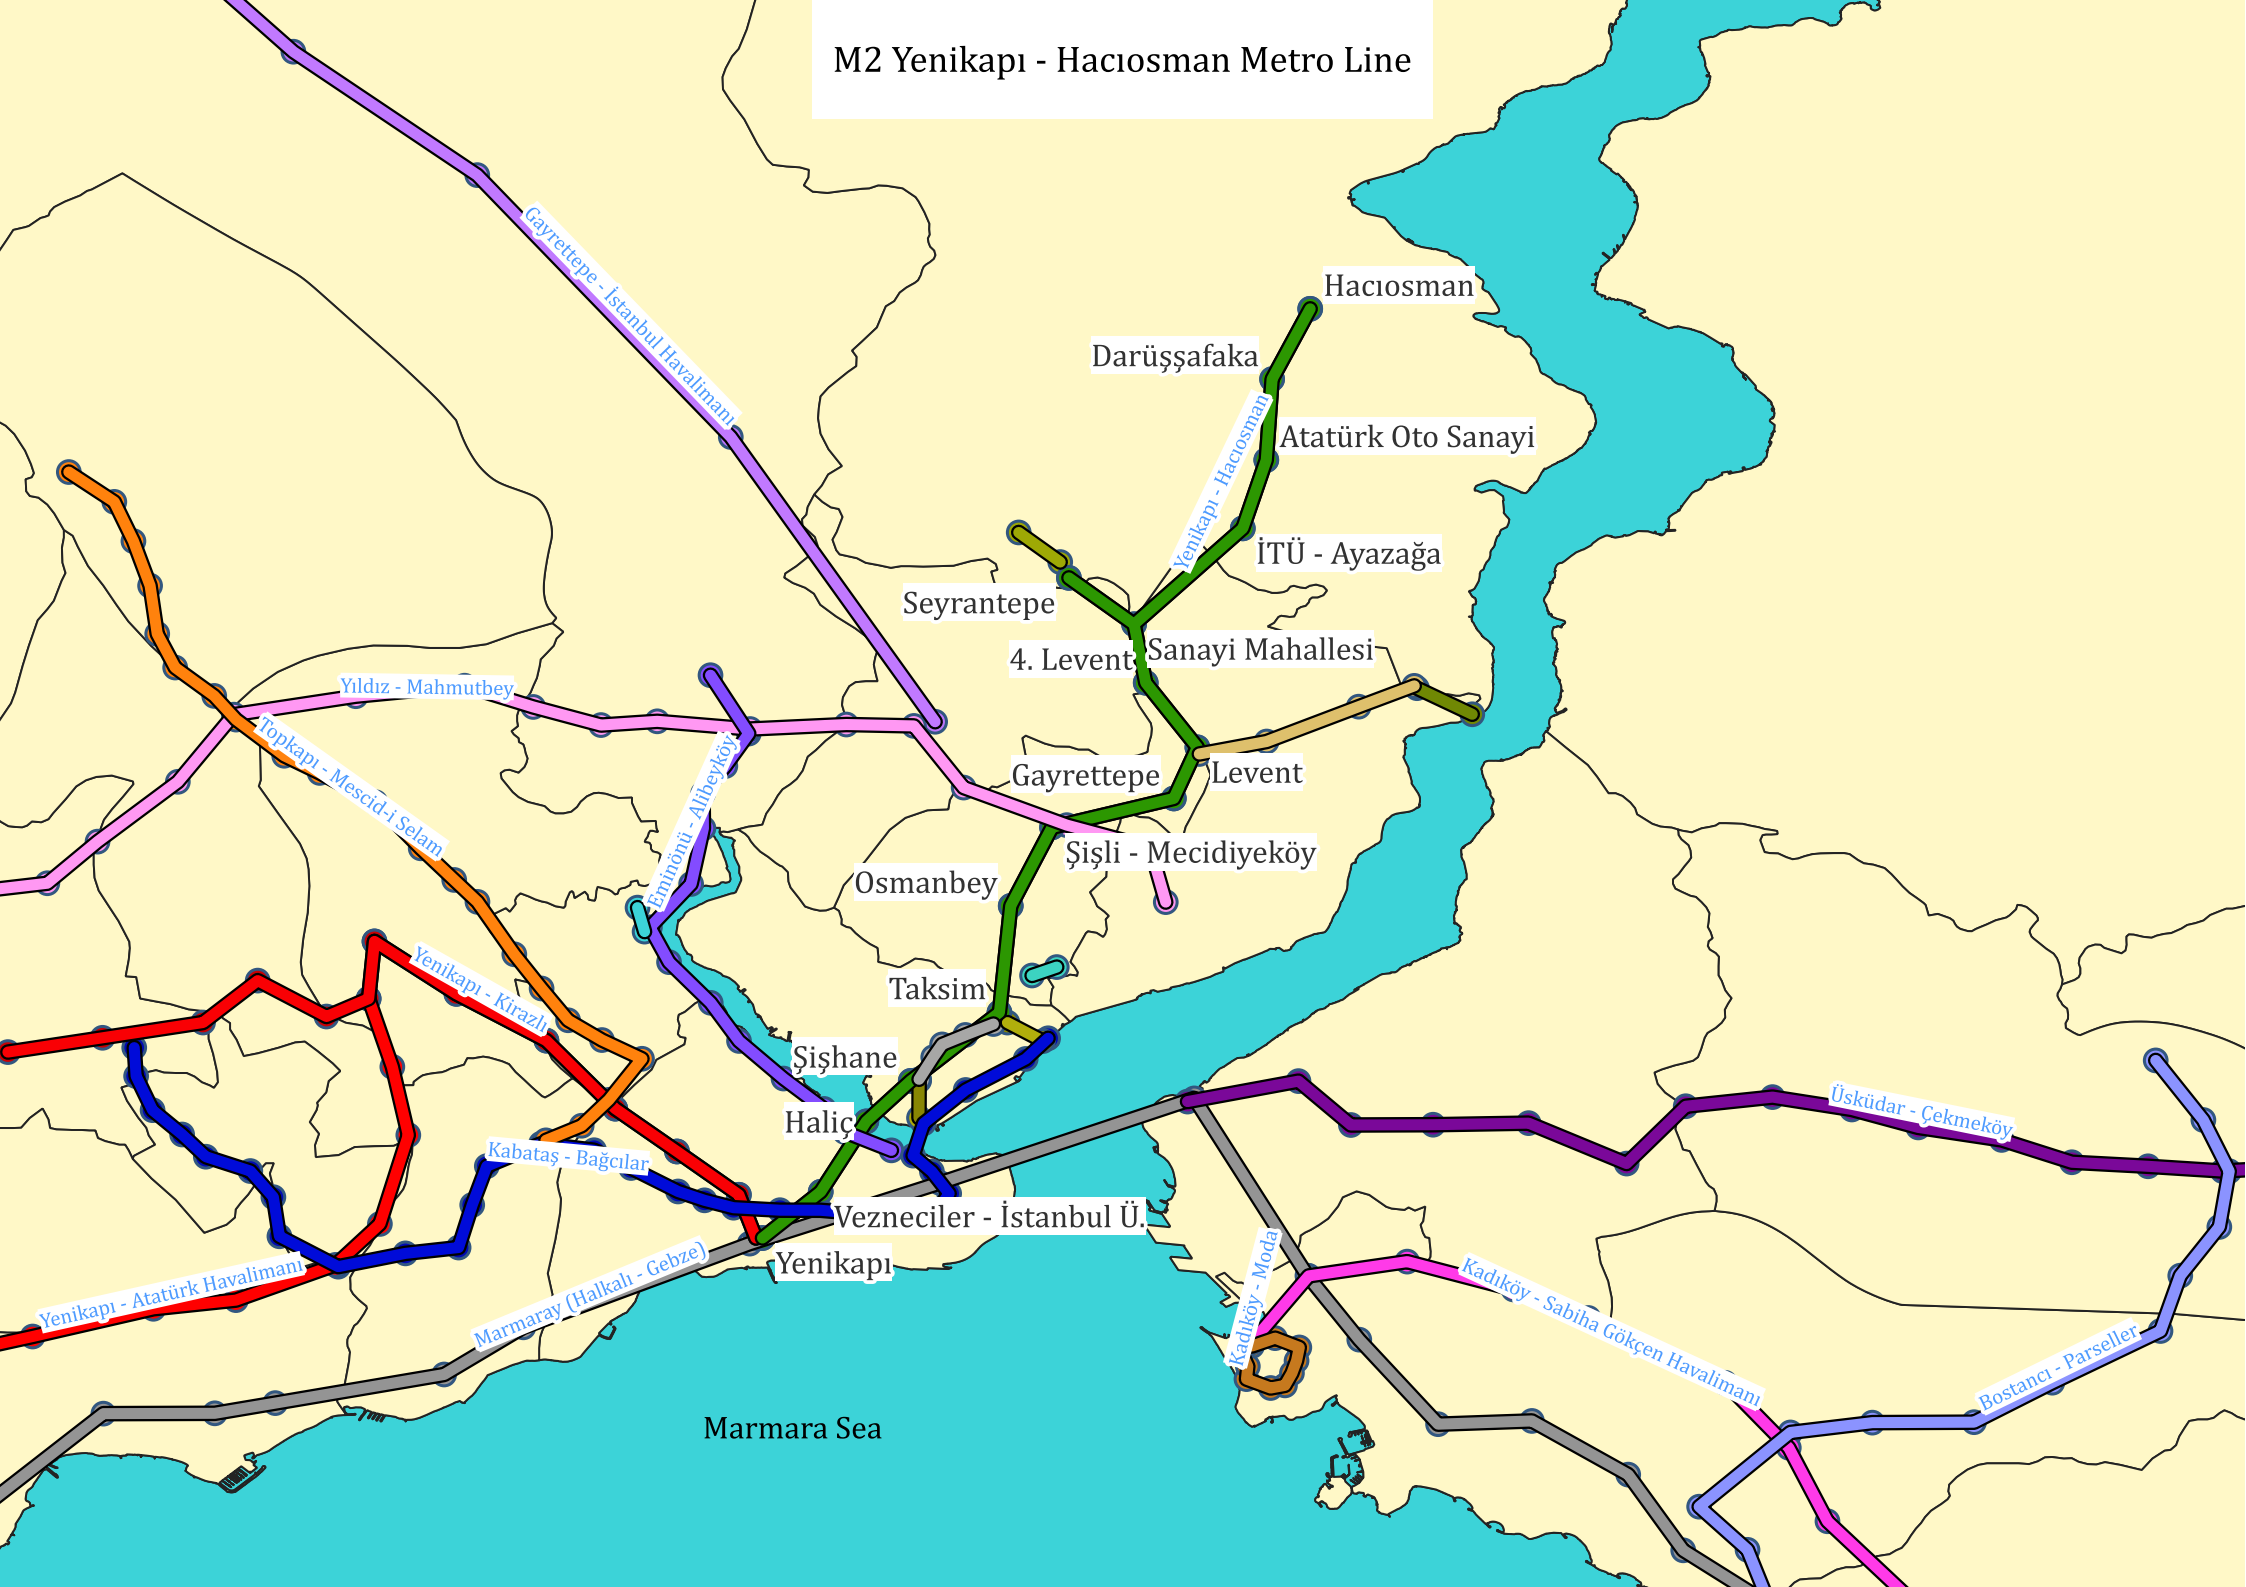 M2 Yenikapı - Hacıosman Metro Line
Gayrettepe - İstanbul Havalimanı
Hacıosman
Darüşşafaka
Yenikapı - Hacıosman
Atatürk Oto Sanayi
İTÜ - Ayazağa
Seyrantepe
Sanayi Mahallesi
4. Levent
Yıldız - Mahmutbey
Topkapı - Mescid-i Selam
Eminönü - Alibeyköy
Gayrettepe
Levent
Şişli - Mecidiyeköy
Osmanbey
Yenikapı - Kirazlı
Taksim
Şişhane
Haliç
Üsküdar - Çekmeköy
Kabataş - Bağcılar
Vezneciler - İstanbul Ü.
Yenikapı
Yenikapı - Atatürk Havalimanı
Marmaray (Halkalı - Gebze)
Kadıköy - Moda
Kadıköy - Sabiha Gökçen Havalimanı
Bostancı - Parseller
Marmara Sea